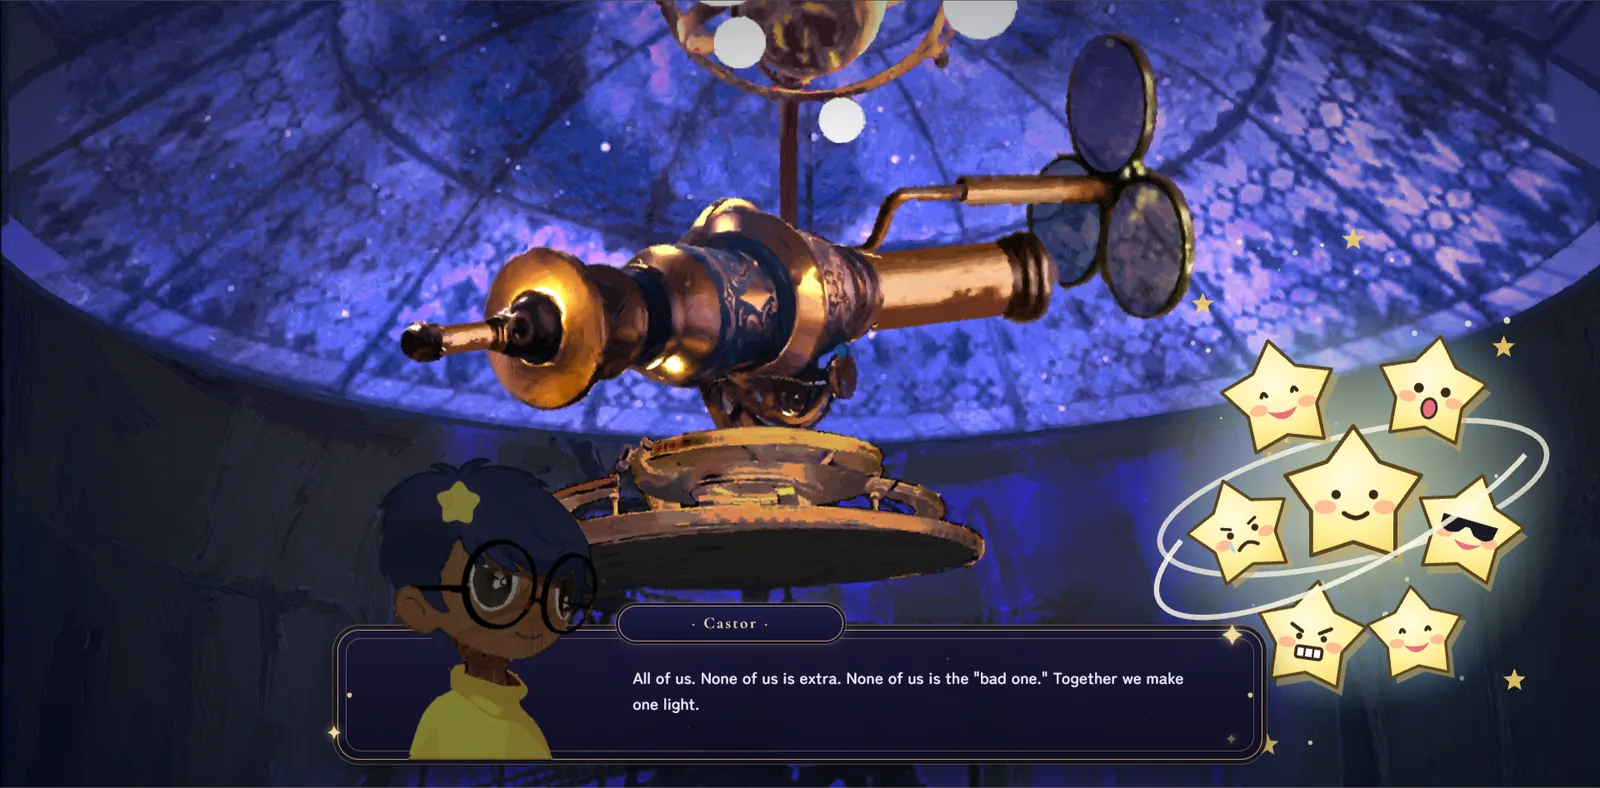 · Castor ·
All of us. None of us is extra. None of us is the "bad one." Together we make
one light.